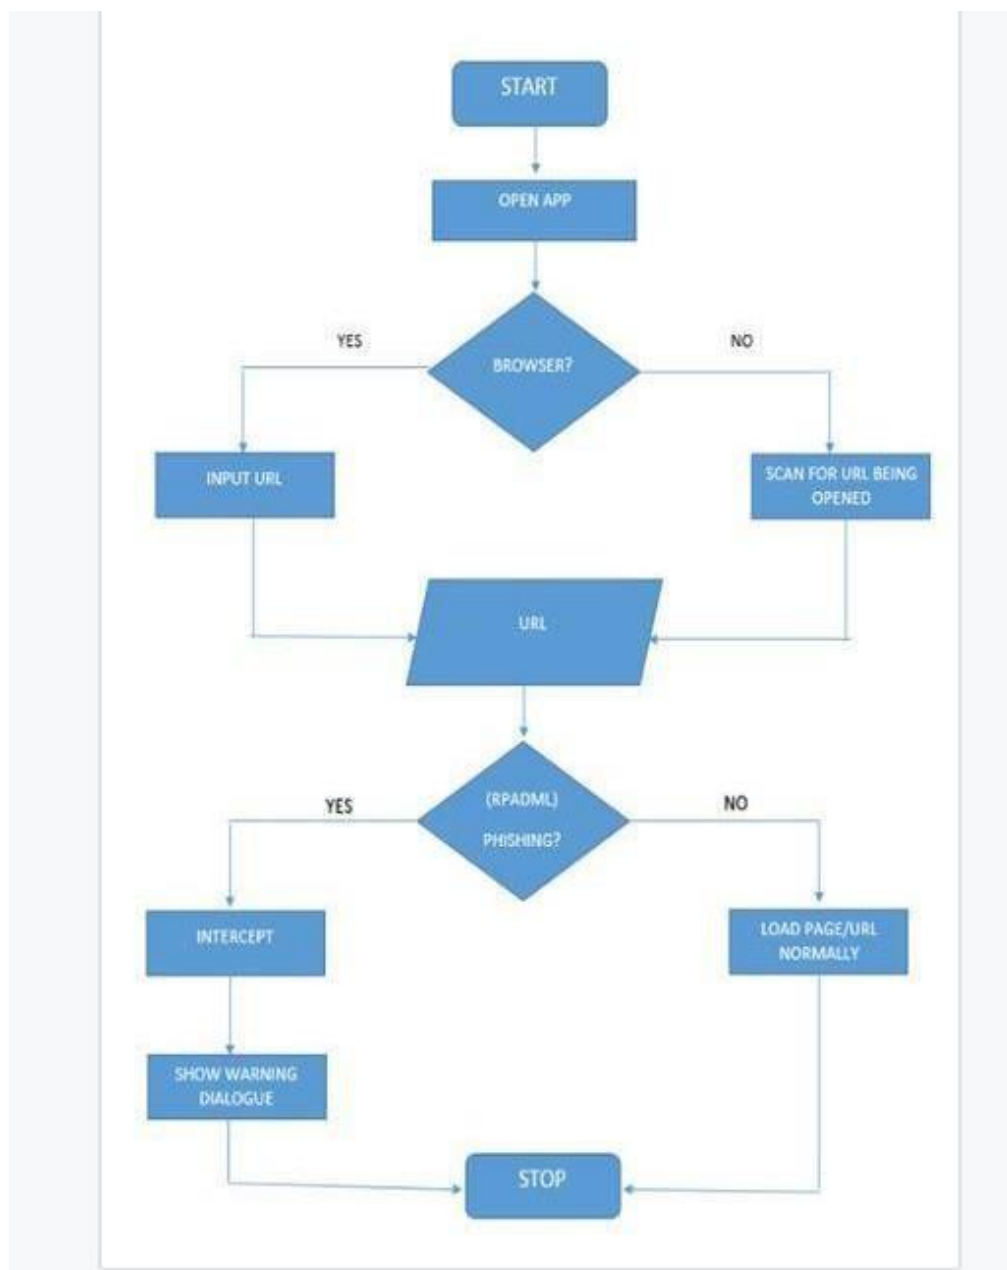 START
OPEN APP
YES
BROWSER?
NO
INPUT URL
SCAN FOR URL BEING
OPENED
URL
YES
(RPADML)
PHISHING?
NO
INTERCEPT
LOAD PAGE/URL
NORMALLY
SHOW WARNING
DIALOGUE
STOP